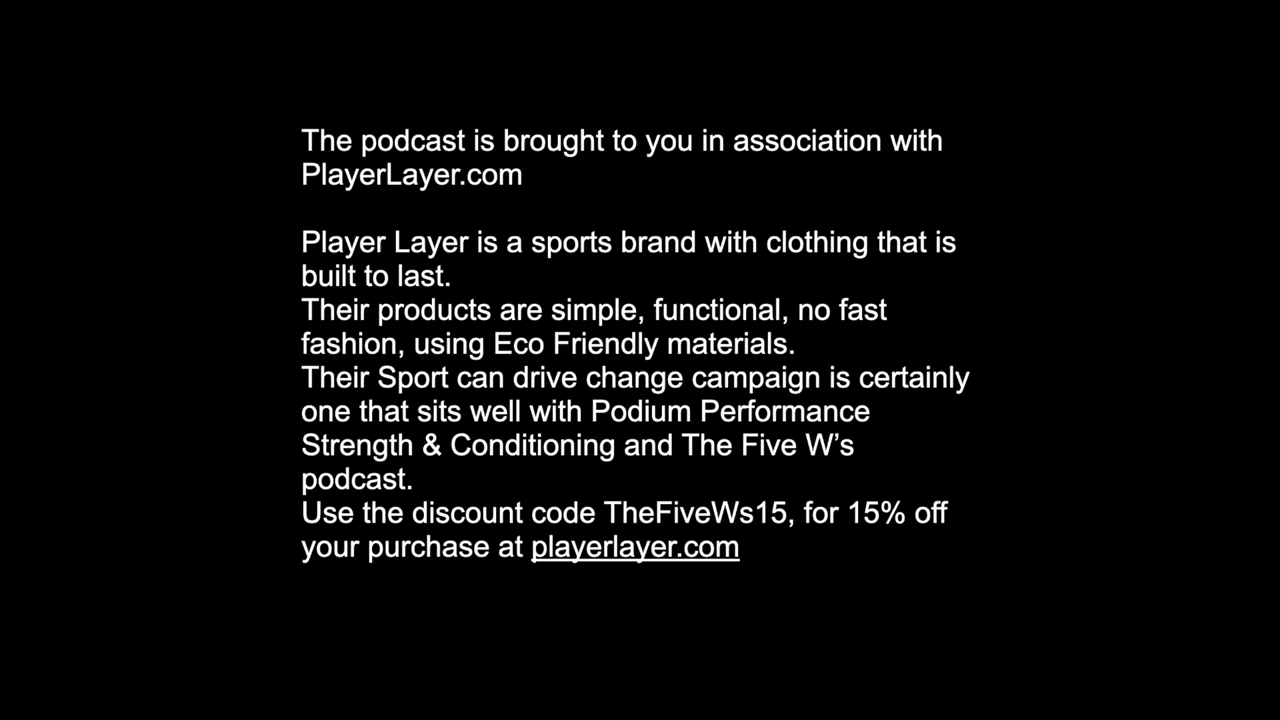 The podcast is brought to you in association with
PlayerLayer.com
Player Layer is a sports brand with clothing that is
built to last.
Their products are simple, functional, no fast
fashion, using Eco Friendly materials.
Their Sport can drive change campaign is certainly
one that sits well with Podium Performance
Strength & Conditioning and The Five W’s
podcast.
Use the discount code TheFiveWs15, for 15% off
your purchase at playerlayer.com